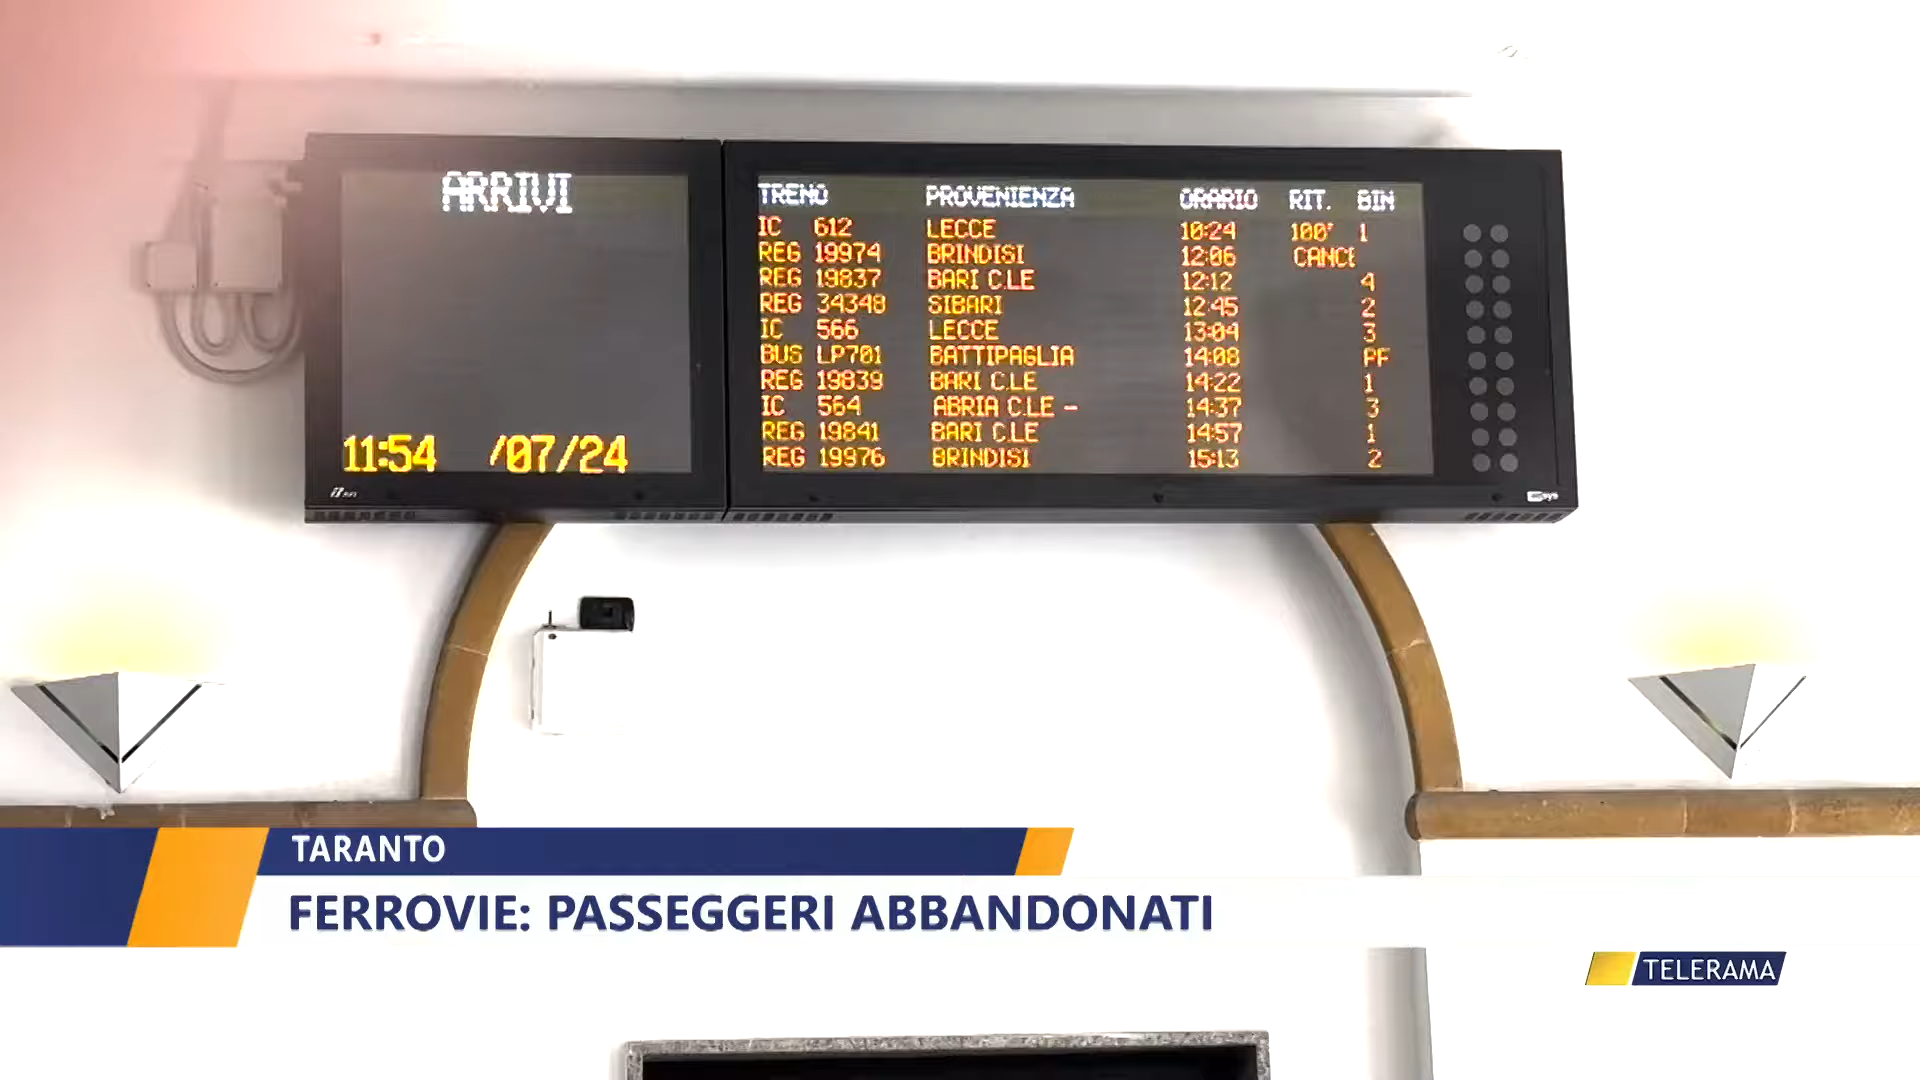 ARRIVI
11:54 /07/24
TRENO PROVENIENZA ORARIO RIT. BIN
IC 612 LECCE 10:24 100' 1
REG 19974 BRINDISI 12:06 CANCE
REG 19837 BARI C.LE 12:12 4
REG 34348 SIBARI 12:45 2
IC 566 LECCE 13:04 3
BUS LP701 BATTIPAGLIA 14:08 PF
REG 19839 BARI C.LE 14:22 1
IC 564 ABRIA C.LE - 14:37 3
REG 19841 BARI C.LE 14:57 1
REG 19976 BRINDISI 15:13 2
TARANTO
FERROVIE: PASSEGGERI ABBANDONATI
TELERAMA